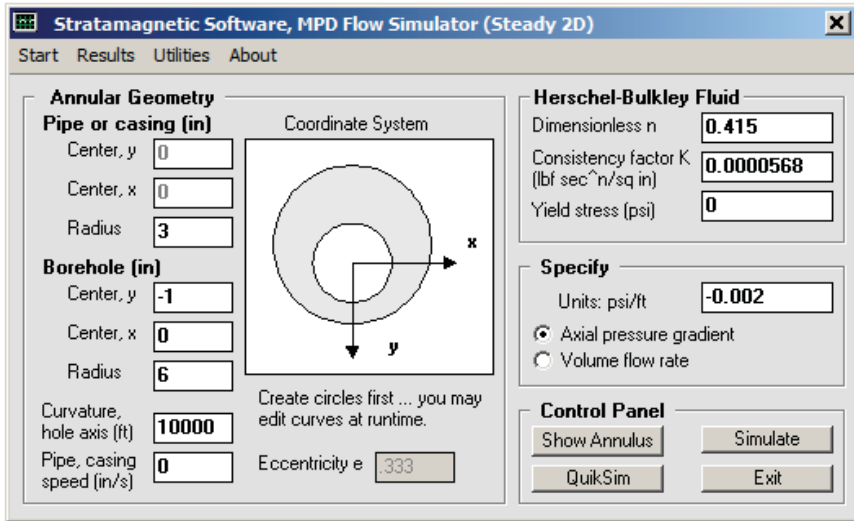 Stratamagnetic Software, MPD Flow Simulator (Steady 2D)
Start Results Utilities About
Annular Geometry
Pipe or casing (in)
Center, y 0
Center, x 0
Radius 3
Borehole (in)
Center, y -1
Center, x 0
Radius 6
Curvature,
hole axis (ft) 10000
Pipe, casing
speed (in/s) 0
Coordinate System
x
y
Create circles first ... you may
edit curves at runtime.
Eccentricity e .333
Herschel-Bulkley Fluid
Dimensionless n 0.415
Consistency factor K
(lbf sec^n/sq in) 0.0000568
Yield stress (psi) 0
Specify
Units: psi/ft -0.002
Axial pressure gradient
Volume flow rate
Control Panel
Show Annulus Simulate
QuikSim Exit